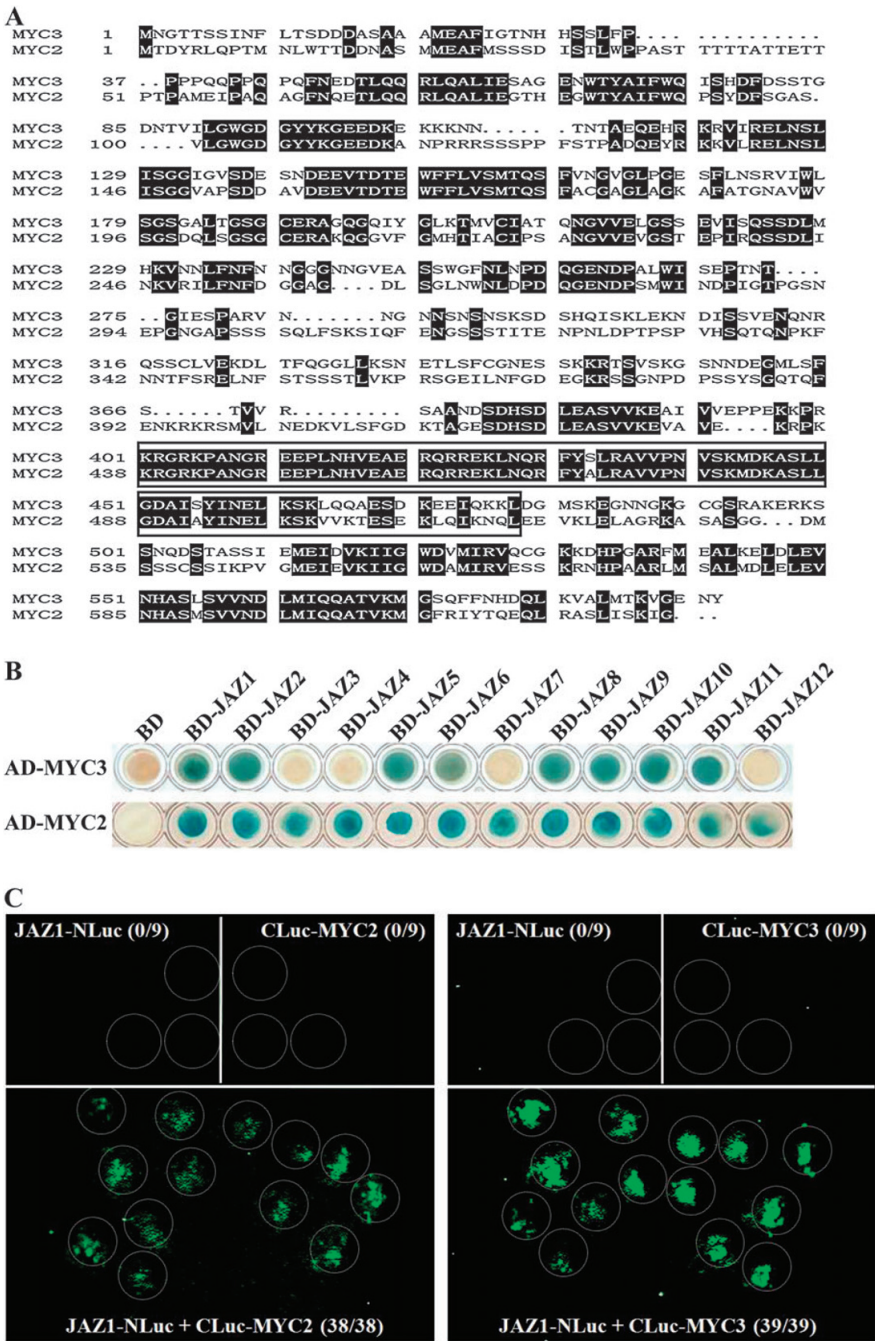 A
MYC3 1 MNGTTSSINF LTSDDDASAA AMEAFIGTNH HSSLFP.... ..........
MYC2 1 MTDYRLQPTM NLWTTDDNAS MMEAFMSSSD ISTLWPPAST TTTTATTETT
MYC3 37 ..PPPQQPPQ PQFNEDTLQQ RLQALIESAG ENWTYAIFWQ ISHDFDSSTG
MYC2 51 PTPAMEIPAQ AGFNQETLQQ RLQALIEGTH EGWTYAIFWQ PSYDFSGAS.
MYC3 85 DNTVILGWGD GYYKGEEDKE KKKKNN.... ..TNTAEQEHR KRVIRELNSL
MYC2 100 ....VLGWGD GYYKGEEDKA NPRRRSSSPP FSTPADQEYR KKVLRELNSL
MYC3 129 ISGGIGVSDE SNDEEVTDTE WFFLVSMTQS FVNGVGLPGE SFLNSRVIWL
MYC2 146 ISGGVAPSDD AVDEEVTDTE WFFLVSMTQS FACGAGLAGK AFATGNAVWV
MYC3 179 SGSGALTGSG CERAGQGQIY GLKTMVCIAT QNGVVELGSS EVISQSSDLM
MYC2 196 SGSDQLSGSG CERAKQGGVF GMHTIACIPS ANGVVEVGST EPIRQSSDLI
MYC3 229 HKVNNLFNFN NGGGNNGVEA SSWGFNLNPD QGENDPALWI SEPTNT....
MYC2 246 NKVRILFNFD GGAG....DL SGLNWNLDPD QGENDPSMWI NDPIGTPGSN
MYC3 275 ..GIESPARV N.......NG NNSNSNSKSD SHQISKLEKN DISSVENQNR
MYC2 294 EPGNGAPSSS SQLFSKSIQF ENGSSSTITE NPNLDPTPSP VHSQTQNPKF
MYC3 316 QSSCLVEKDL TFQGGLLKSN ETLSFCGNES SKKRTSVSKG SNNDEGMLSF
MYC2 342 NNTFSRELNF STSSSTLVKP RSGEILNFGD EGKRSSGNPD PSSYSGQTQF
MYC3 366 S......TVV R......... SAANDSDHSD LEASVVKEAI VVEPPEKKPR
MYC2 392 ENKRKRSMVL NEDKVLSFGD KTAGESDHSD LEASVVKEVA VE....KRPK
MYC3 401 KRGRKPANGR EEPLNHVEAE RQRREKLNQR FYSLRAVVPN VSKMDKASLL
MYC2 438 KRGRKPANGR EEPLNHVEAE RQRREKLNQR FYALRAVVPN VSKMDKASLL
MYC3 451 GDAISYINEL KSKLQQAESD KEEIQKKLDG MSKEGNNGKG CGSRAKERKS
MYC2 488 GDAIAYINEL KSKVVKTESE KLQIKNQLEE VKLELAGRKA SASGG...DM
MYC3 501 SNQDSTASSI EMEIDVKIIG WDVMIRVQCG KKDHPGARFM EALKELDLEV
MYC2 535 SSSCSSIKPV GMEIEVKIIG WDAMIRVESS KRNHPAARLM SALMDLELEV
MYC3 551 NHASLSVVND LMIQQATVKM GSQFFNHDQL KVALMTKVGE NY
MYC2 585 NHASMSVVND LMIQQATVKM GFRIYTQEQL RASLISKIG. ..
B
BD BD-JAZ1 BD-JAZ2 BD-JAZ3 BD-JAZ4 BD-JAZ5 BD-JAZ6 BD-JAZ7 BD-JAZ8 BD-JAZ9 BD-JAZ10 BD-JAZ11 BD-JAZ12
AD-MYC3
AD-MYC2
C
JAZ1-NLuc (0/9) CLuc-MYC2 (0/9) JAZ1-NLuc (0/9) CLuc-MYC3 (0/9)
JAZ1-NLuc + CLuc-MYC2 (38/38) JAZ1-NLuc + CLuc-MYC3 (39/39)